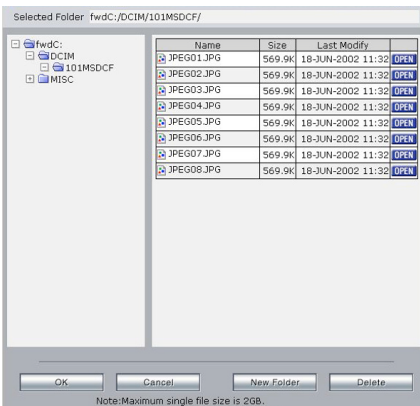 Selected Folder fwdC:/DCIM/101MSDCF/
fwdC:
DCIM
101MSDCF
MISC
Name Size Last Modify
JPEG01.JPG 569.9K 18-JUN-2002 11:32 OPEN
JPEG02.JPG 569.9K 18-JUN-2002 11:32 OPEN
JPEG03.JPG 569.9K 18-JUN-2002 11:32 OPEN
JPEG04.JPG 569.9K 18-JUN-2002 11:32 OPEN
JPEG05.JPG 569.9K 18-JUN-2002 11:32 OPEN
JPEG06.JPG 569.9K 18-JUN-2002 11:32 OPEN
JPEG07.JPG 569.9K 18-JUN-2002 11:32 OPEN
JPEG08.JPG 569.9K 18-JUN-2002 11:32 OPEN
OK Cancel New Folder Delete
Note:Maximum single file size is 2GB.